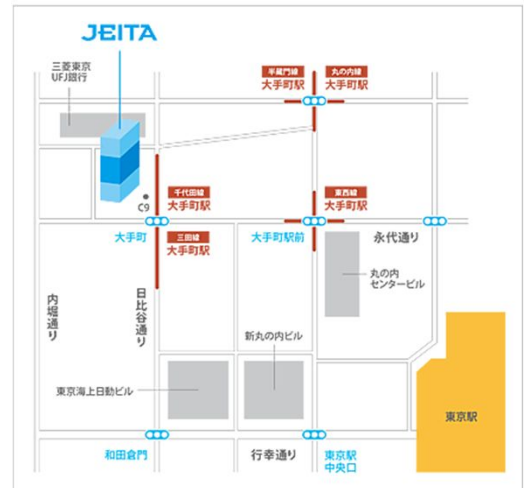 JEITA
三菱東京
UFJ銀行
半蔵門線
大手町駅
丸の内線
大手町駅
C9
千代田線
大手町駅
東西線
大手町駅
大手町
三田線
大手町駅
大手町駅前
永代通り
内堀通り
日比谷通り
丸の内
センタービル
新丸の内ビル
東京海上日動ビル
東京駅
和田倉門
行幸通り
東京駅
中央口